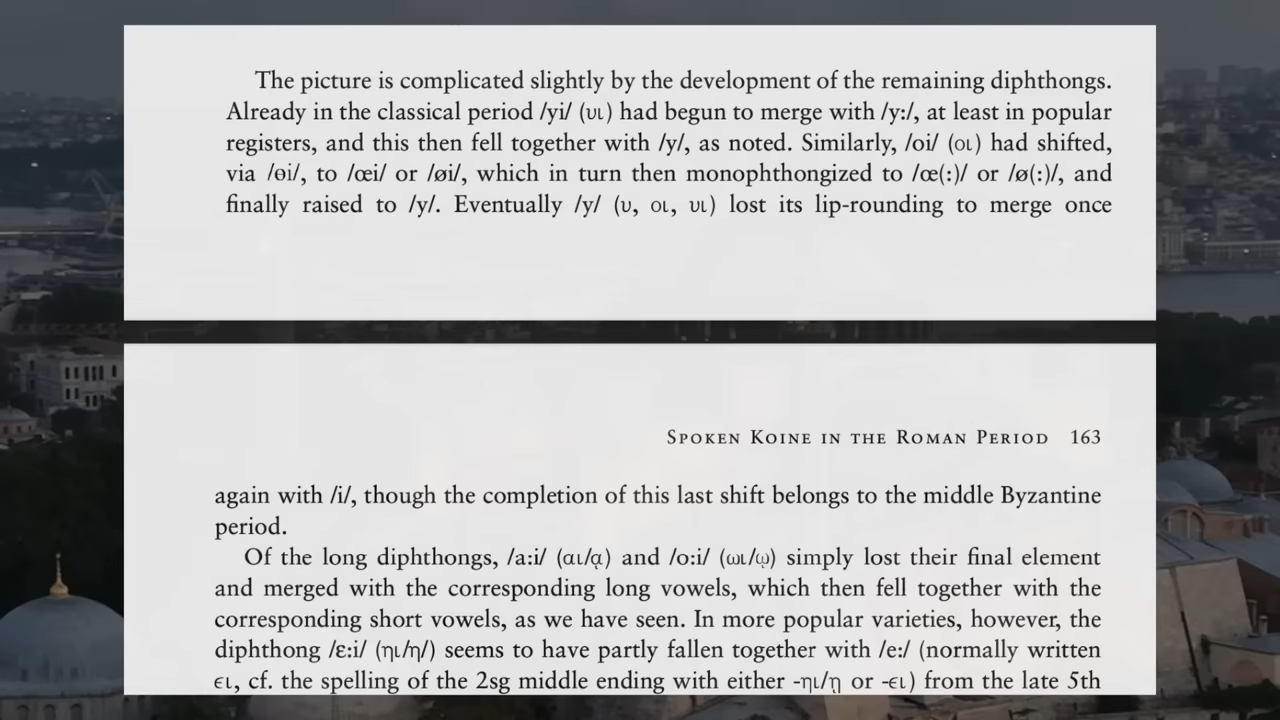 The picture is complicated slightly by the development of the remaining diphthongs.
Already in the classical period /yi/ (υι) had begun to merge with /y:/, at least in popular
registers, and this then fell together with /y/, as noted. Similarly, /oi/ (οι) had shifted,
via /ɵi/, to /œi/ or /øi/, which in turn then monophthongized to /œ(:)/ or /ø(:)/, and
finally raised to /y/. Eventually /y/ (υ, οι, υι) lost its lip-rounding to merge once
SPOKEN KOINE IN THE ROMAN PERIOD 163
again with /i/, though the completion of this last shift belongs to the middle Byzantine
period.
Of the long diphthongs, /a:i/ (αι/ᾳ) and /o:i/ (ωι/ῳ) simply lost their final element
and merged with the corresponding long vowels, which then fell together with the
corresponding short vowels, as we have seen. In more popular varieties, however, the
diphthong /ɛ:i/ (ηι/η/) seems to have partly fallen together with /e:/ (normally written
ει, cf. the spelling of the 2sg middle ending with either -ηι/ῃ or -ει) from the late 5th